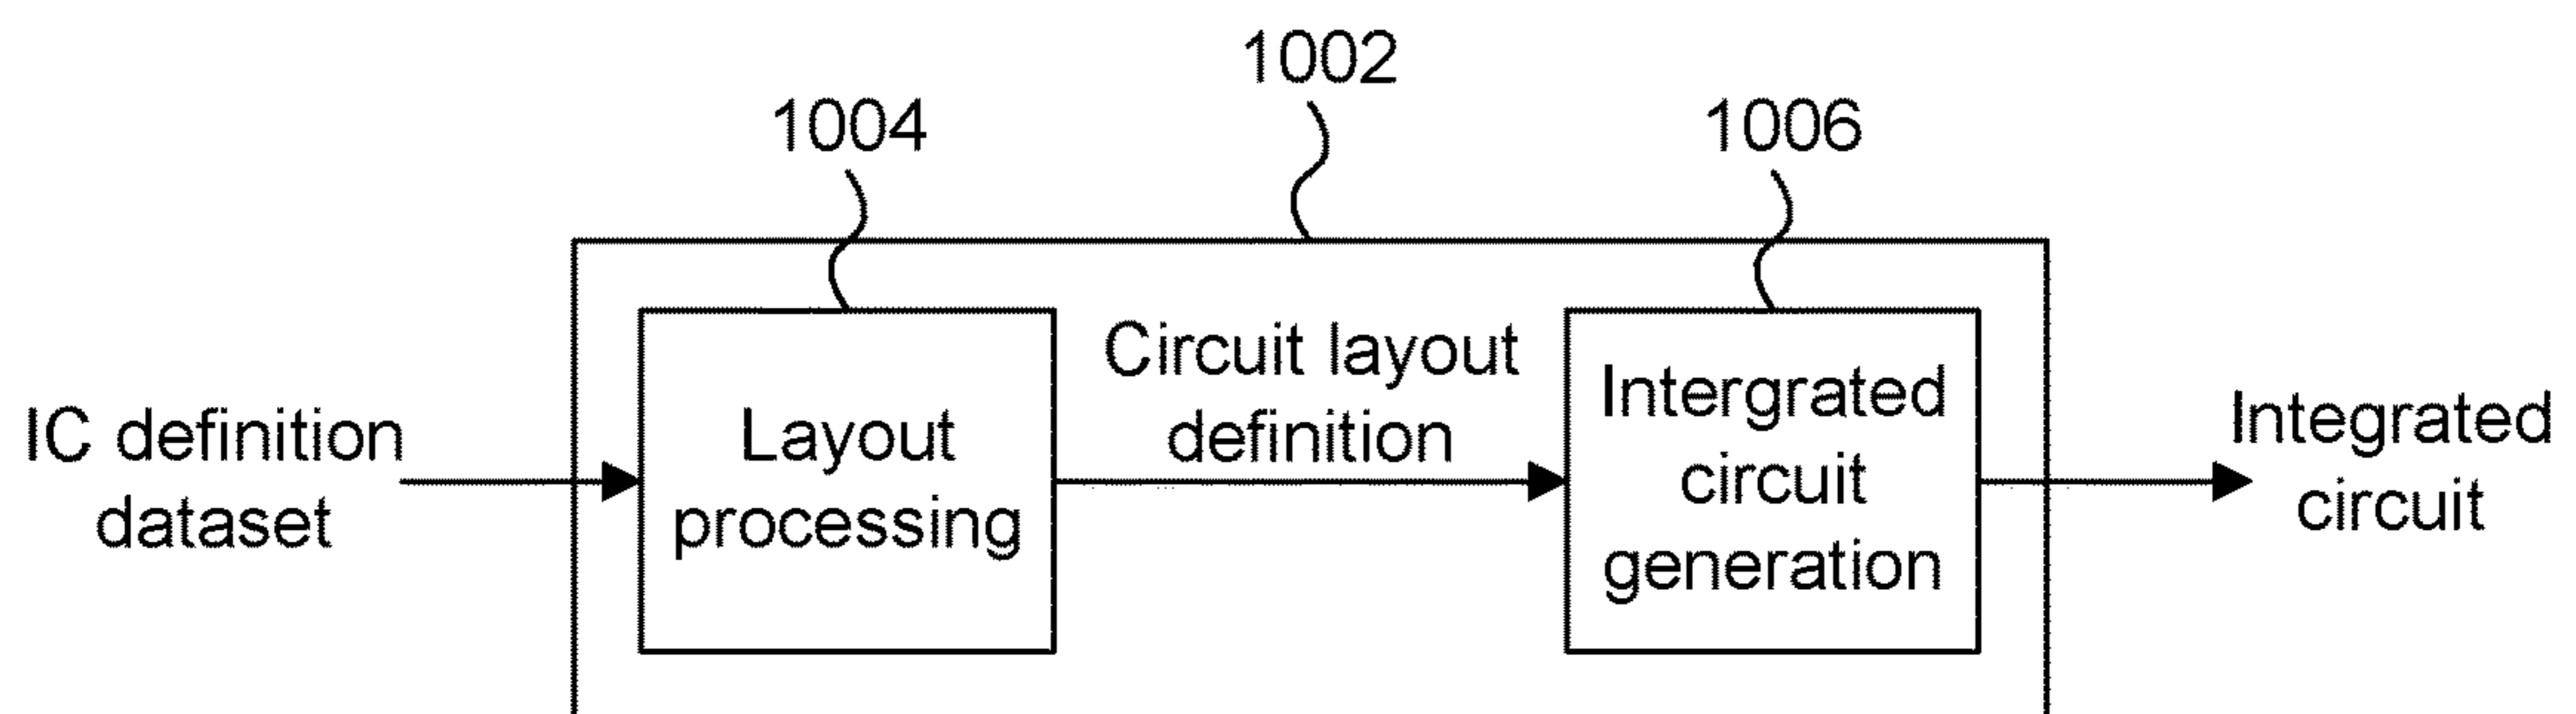 1002
1004
1006
IC definition
dataset
Layout
processing
Circuit layout
definition
Intergrated
circuit
generation
Integrated
circuit